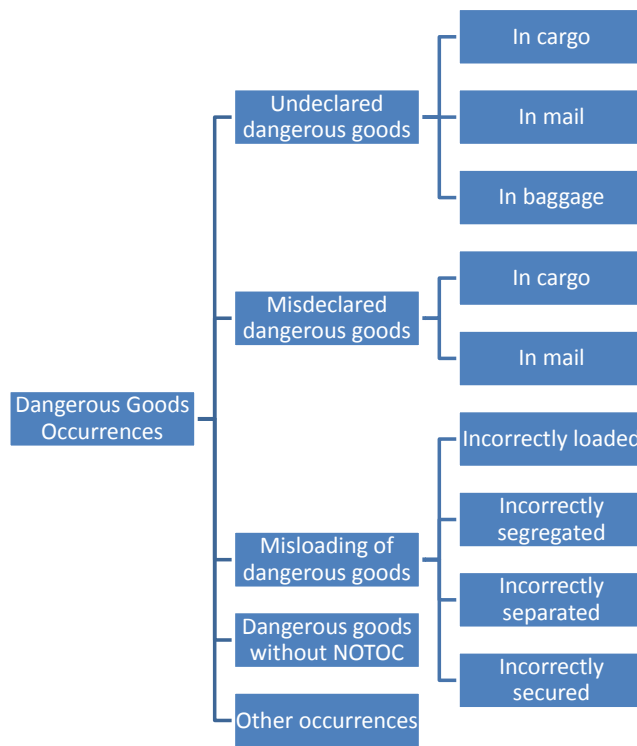 Dangerous Goods
Occurrences
Undeclared
dangerous goods
In cargo
In mail
In baggage
Misdeclared
dangerous goods
In cargo
In mail
Misloading of
dangerous goods
Incorrectly loaded
Incorrectly
segregated
Incorrectly
separated
Incorrectly
secured
Dangerous goods
without NOTOC
Other occurrences